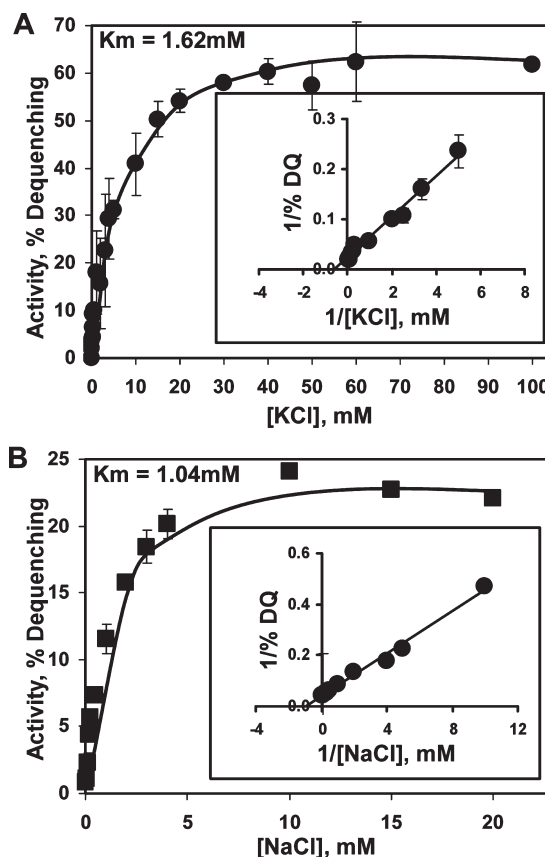 A
Km = 1.62mM
Activity, % Dequenching
70
60
50
40
30
20
10
0
0 10 20 30 40 50 60 70 80 90 100
[KCl], mM
1/% DQ
0.3
0.2
0.1
0.0
-4 -2 0 2 4 6 8
1/[KCl], mM
B
Km = 1.04mM
Activity, % Dequenching
25
20
15
10
5
0
0 5 10 15 20
[NaCl], mM
1/% DQ
0.6
0.4
0.2
0.0
-4 0 4 8 12
1/[NaCl], mM